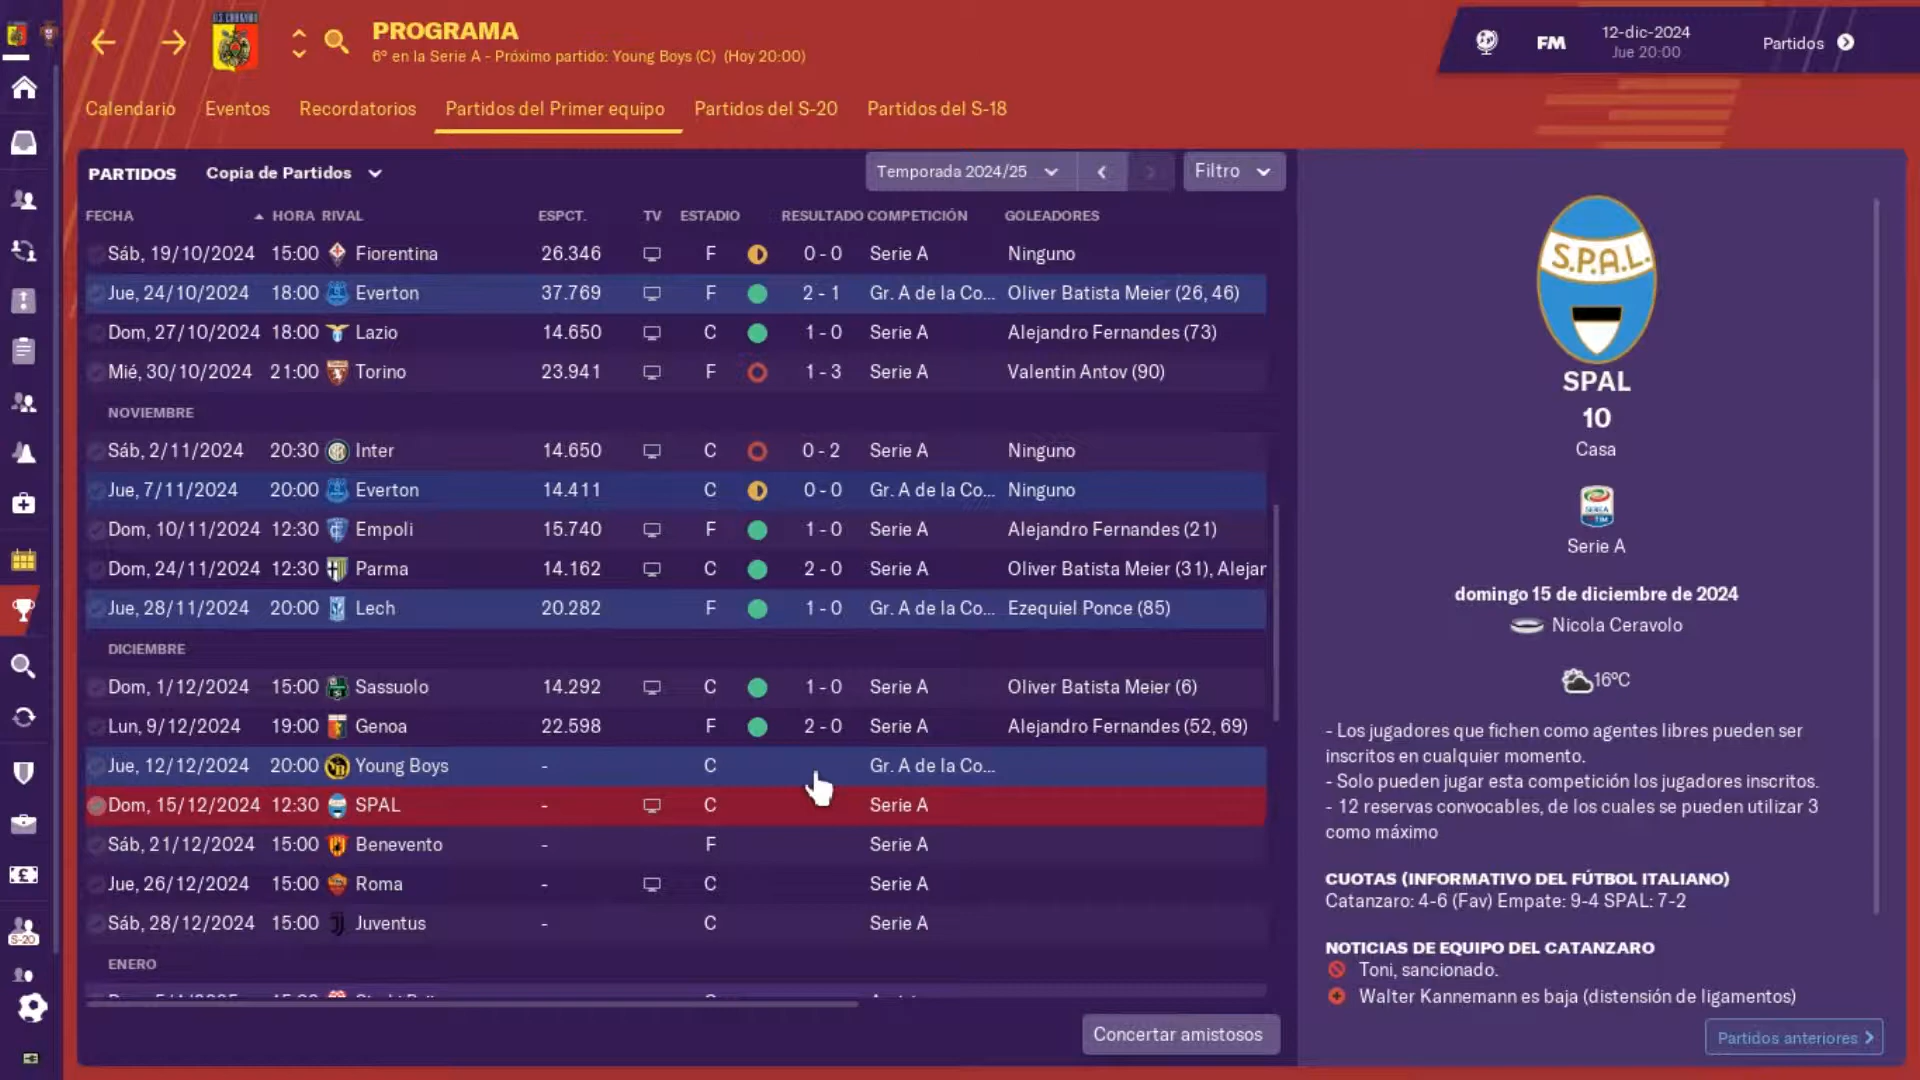 PROGRAMA
6º en la Serie A - Próximo partido: Young Boys (C) (Hoy 20:00)
FM
12-dic-2024
Jue 20:00
Partidos
Calendario Eventos Recordatorios Partidos del Primer equipo Partidos del S-20 Partidos del S-18
PARTIDOS Copia de Partidos Temporada 2024/25 Filtro
FECHA HORA RIVAL ESPCT. TV ESTADIO RESULTADO COMPETICIÓN GOLEADORES
Sáb, 19/10/2024 15:00 Fiorentina 26.346 F 0 - 0 Serie A Ninguno
Jue, 24/10/2024 18:00 Everton 37.769 F 2 - 1 Gr. A de la Co... Oliver Batista Meier (26, 46)
Dom, 27/10/2024 18:00 Lazio 14.650 C 1 - 0 Serie A Alejandro Fernandes (73)
Mié, 30/10/2024 21:00 Torino 23.941 F 1 - 3 Serie A Valentin Antov (90)
NOVIEMBRE
Sáb, 2/11/2024 20:30 Inter 14.650 C 0 - 2 Serie A Ninguno
Jue, 7/11/2024 20:00 Everton 14.411 C 0 - 0 Gr. A de la Co... Ninguno
Dom, 10/11/2024 12:30 Empoli 15.740 F 1 - 0 Serie A Alejandro Fernandes (21)
Dom, 24/11/2024 12:30 Parma 14.162 C 2 - 0 Serie A Oliver Batista Meier (31), Alejar
Jue, 28/11/2024 20:00 Lech 20.282 F 1 - 0 Gr. A de la Co... Ezequiel Ponce (85)
DICIEMBRE
Dom, 1/12/2024 15:00 Sassuolo 14.292 C 1 - 0 Serie A Oliver Batista Meier (6)
Lun, 9/12/2024 19:00 Genoa 22.598 F 2 - 0 Serie A Alejandro Fernandes (52, 69)
Jue, 12/12/2024 20:00 Young Boys - C Gr. A de la Co...
Dom, 15/12/2024 12:30 SPAL - C Serie A
Sáb, 21/12/2024 15:00 Benevento - F Serie A
Jue, 26/12/2024 15:00 Roma - C Serie A
Sáb, 28/12/2024 15:00 Juventus - C Serie A
ENERO
Concertar amistosos
S.P.A.L.
SPAL
10
Casa
Serie A
domingo 15 de diciembre de 2024
Nicola Ceravolo
16ºC
- Los jugadores que fichen como agentes libres pueden ser
inscritos en cualquier momento.
- Solo pueden jugar esta competición los jugadores inscritos.
- 12 reservas convocables, de los cuales se pueden utilizar 3
como máximo
CUOTAS (INFORMATIVO DEL FÚTBOL ITALIANO)
Catanzaro: 4-6 (Fav) Empate: 9-4 SPAL: 7-2
NOTICIAS DE EQUIPO DEL CATANZARO
Toni, sancionado.
Walter Kannemann es baja (distensión de ligamentos)
Partidos anteriores
S-20